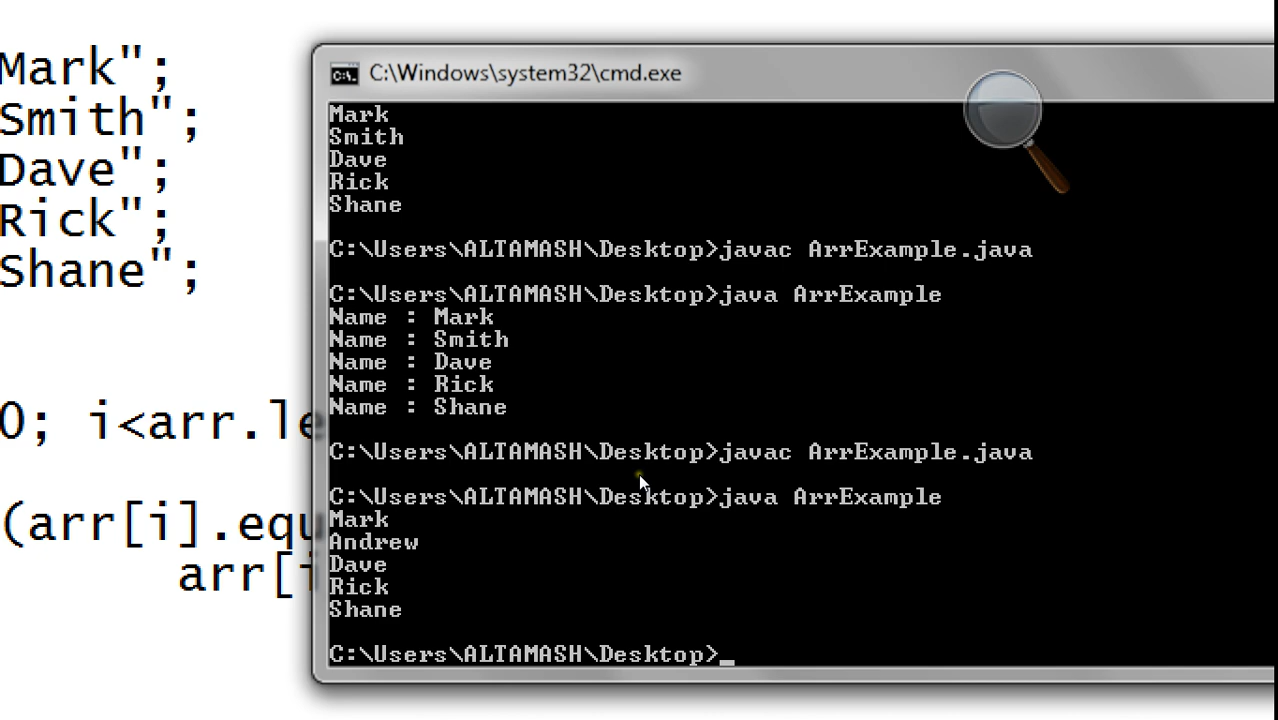 Mark";
Smith";
Dave";
Rick";
Shane";
0; i<arr.le
(arr[i].equ
arr[i
C:\Windows\system32\cmd.exe
Mark
Smith
Dave
Rick
Shane
C:\Users\ALTAMASH\Desktop>javac ArrExample.java
C:\Users\ALTAMASH\Desktop>java ArrExample
Name : Mark
Name : Smith
Name : Dave
Name : Rick
Name : Shane
C:\Users\ALTAMASH\Desktop>javac ArrExample.java
C:\Users\ALTAMASH\Desktop>java ArrExample
Mark
Andrew
Dave
Rick
Shane
C:\Users\ALTAMASH\Desktop>_